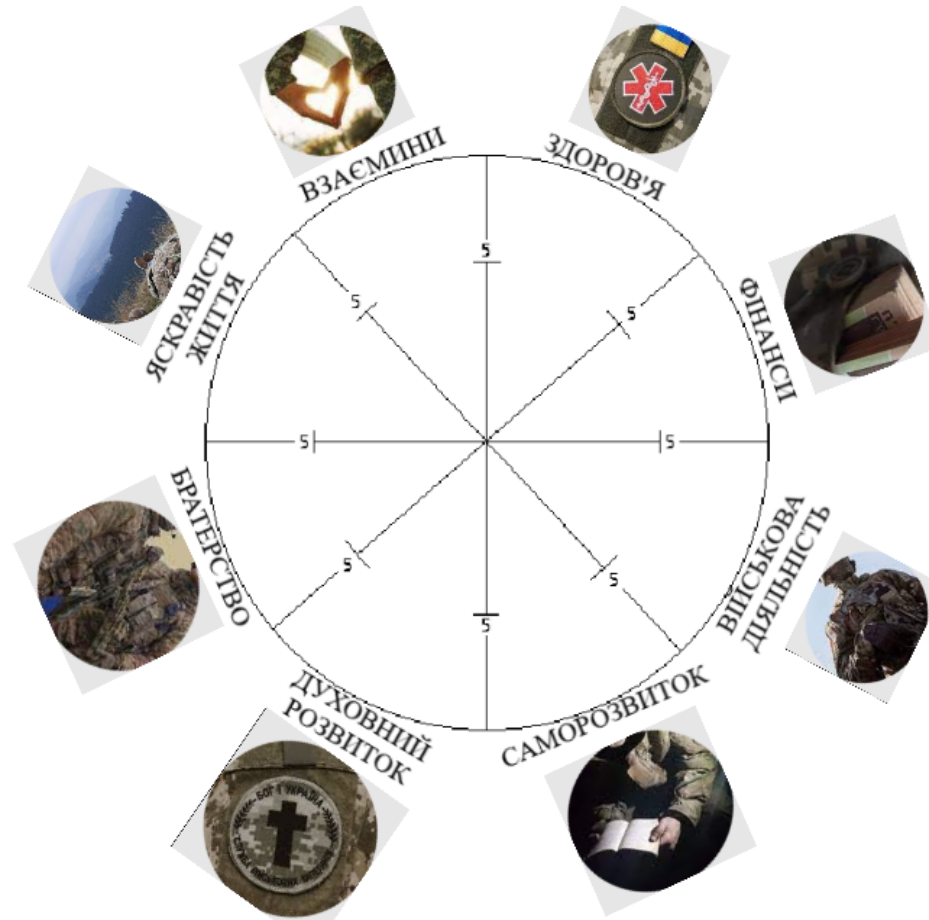 ВЗАЄМИНИ
ЗДОРОВ'Я
ФІНАНСИ
ВІЙСЬКОВА
ДІЯЛЬНІСТЬ
САМОРОЗВИТОК
ДУХОВНИЙ
РОЗВИТОК
БРАТЕРСТВО
ЯСКРАВІСТЬ
ЖИТТЯ
5
5
5
5
5
5
5
5
БОГ І УКРАЇНА